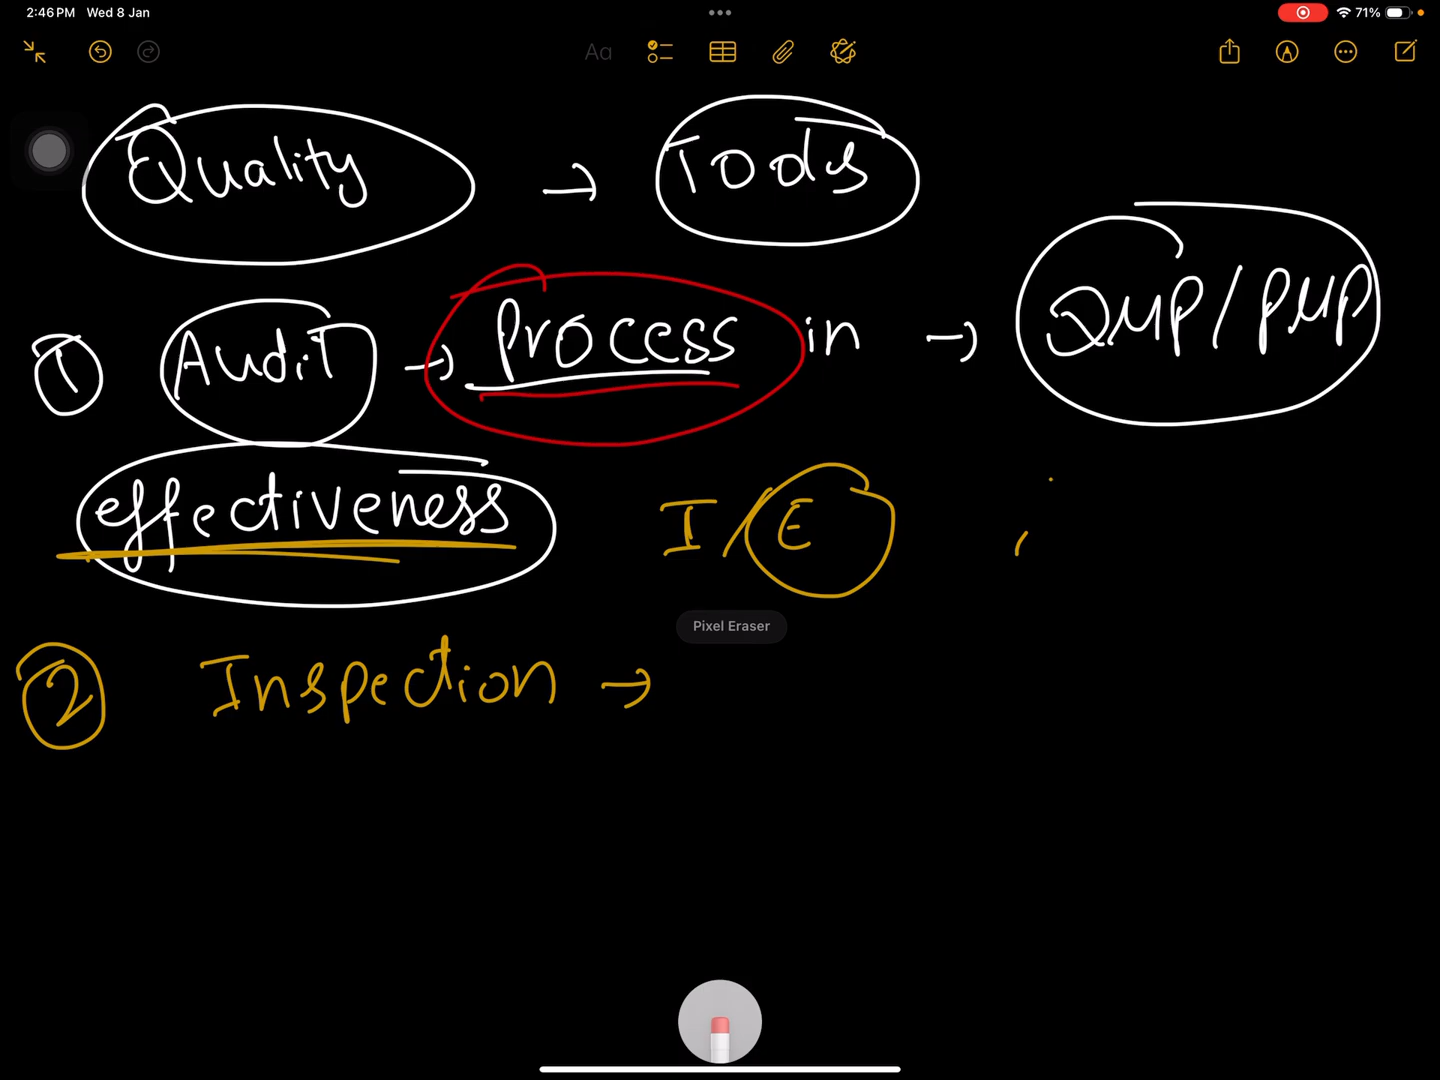 2:46 PM Wed 8 Jan 71%
Aa
Quality → Tools
① Audit → Process in → QMP/PMP
effectiveness I/E
Pixel Eraser
② Inspection →